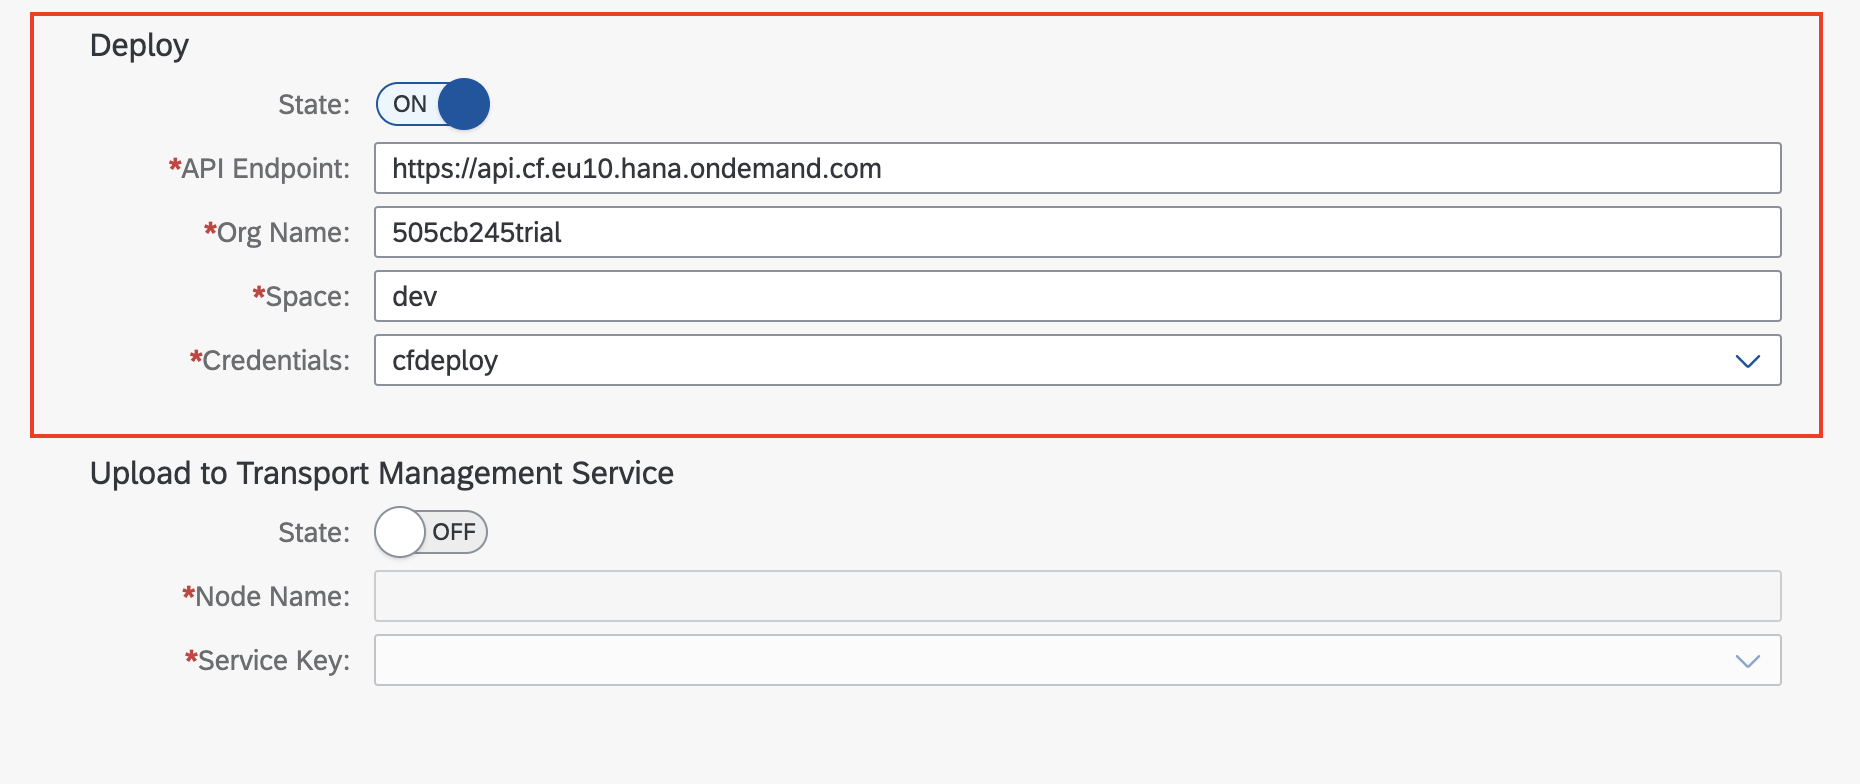 Deploy
State: ON
*API Endpoint: https://api.cf.eu10.hana.ondemand.com
*Org Name: 505cb245trial
*Space: dev
*Credentials: cfdeploy
Upload to Transport Management Service
State: OFF
*Node Name:
*Service Key: